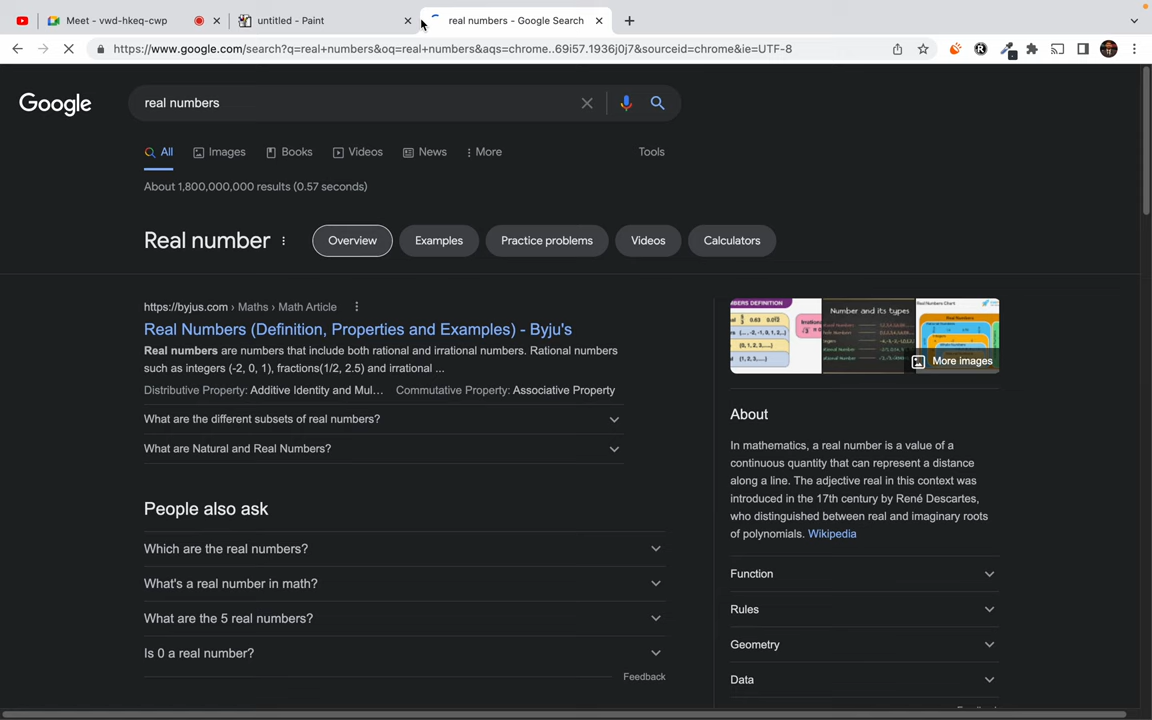 Meet - vwd-hkeq-cwp
untitled - Paint
real numbers - Google Search
https://www.google.com/search?q=real+numbers&oq=real+numbers&aqs=chrome..69i57.1936j0j7&sourceid=chrome&ie=UTF-8
Google
real numbers
All
Images
Books
Videos
News
More
Tools
About 1,800,000,000 results (0.57 seconds)
Real number
Overview
Examples
Practice problems
Videos
Calculators
https://byjus.com › Maths › Math Article
Real Numbers (Definition, Properties and Examples) - Byju's
Real numbers are numbers that include both rational and irrational numbers. Rational numbers
such as integers (-2, 0, 1), fractions(1/2, 2.5) and irrational ...
Distributive Property: Additive Identity and Mul... Commutative Property: Associative Property
What are the different subsets of real numbers?
What are Natural and Real Numbers?
People also ask
Which are the real numbers?
What's a real number in math?
What are the 5 real numbers?
Is 0 a real number?
Feedback
Number and its types
More images
About
In mathematics, a real number is a value of a
continuous quantity that can represent a distance
along a line. The adjective real in this context was
introduced in the 17th century by René Descartes,
who distinguished between real and imaginary roots
of polynomials. Wikipedia
Function
Rules
Geometry
Data